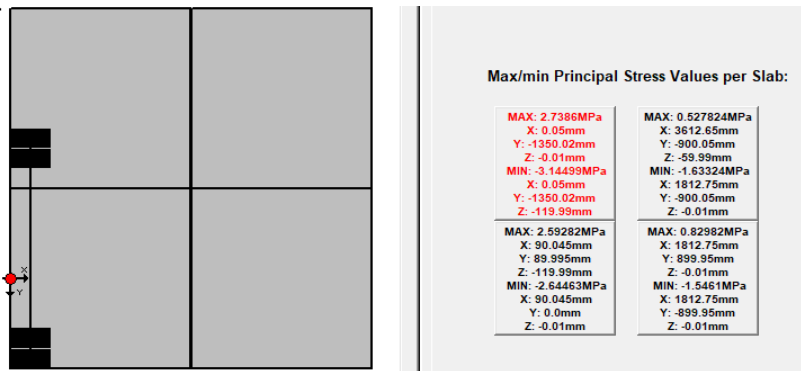 X
Y
Max/min Principal Stress Values per Slab:
MAX: 2.7386MPa
X: 0.05mm
Y: -1350.02mm
Z: -0.01mm
MIN: -3.14499MPa
X: 0.05mm
Y: -1350.02mm
Z: -119.99mm
MAX: 0.527824MPa
X: 3612.65mm
Y: -900.05mm
Z: -59.99mm
MIN: -1.63324MPa
X: 1812.75mm
Y: -900.05mm
Z: -0.01mm
MAX: 2.59282MPa
X: 90.045mm
Y: 89.995mm
Z: -119.99mm
MIN: -2.64463MPa
X: 90.045mm
Y: 0.0mm
Z: -0.01mm
MAX: 0.82982MPa
X: 1812.75mm
Y: 899.95mm
Z: -0.01mm
MIN: -1.5461MPa
X: 1812.75mm
Y: -899.95mm
Z: -0.01mm